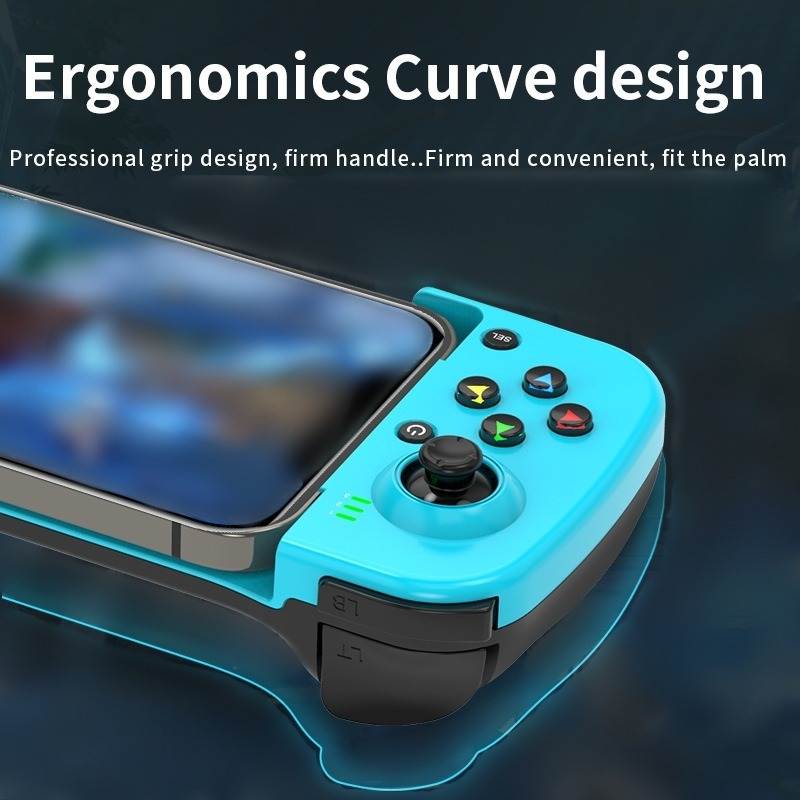 Ergonomics Curve design
Professional grip design, firm handle..Firm and convenient, fit the palm
SEL
LB
LT